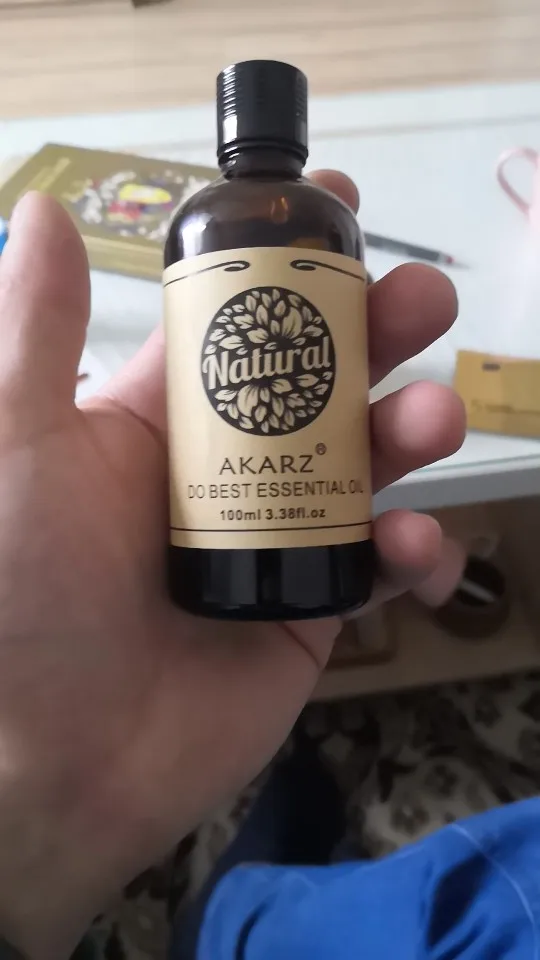 Natural
AKARZ®
DO BEST ESSENTIAL OIL
100ml 3.38fl.oz